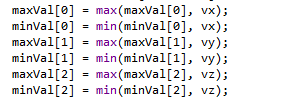 maxVal[0] = max(maxVal[0], vx);
minVal[0] = min(minVal[0], vx);
maxVal[1] = max(maxVal[1], vy);
minVal[1] = min(minVal[1], vy);
maxVal[2] = max(maxVal[2], vz);
minVal[2] = min(minVal[2], vz);